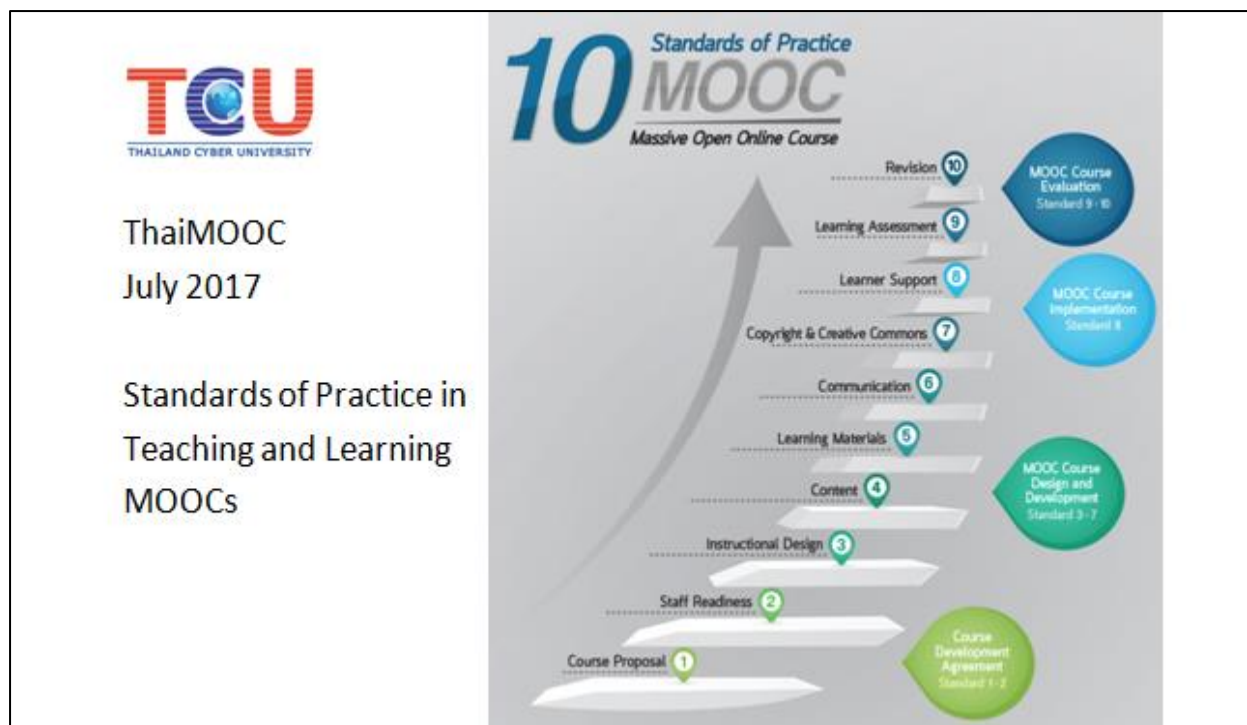 TCU
THAILAND CYBER UNIVERSITY
ThaiMOOC
July 2017
Standards of Practice in
Teaching and Learning
MOOCs
10
Standards of Practice
MOOC
Massive Open Online Course
Revision 10
Learning Assessment 9
Learner Support 8
Copyright & Creative Commons 7
Communication 6
Learning Materials 5
Content 4
Instructional Design 3
Staff Readiness 2
Course Proposal 1
MOOC Course
Evaluation
Standard 9 - 10
MOOC Course
Implementation
Standard 8
MOOC Course
Design and
Development
Standard 3 - 7
Course
Development
Agreement
Standard 1 - 2